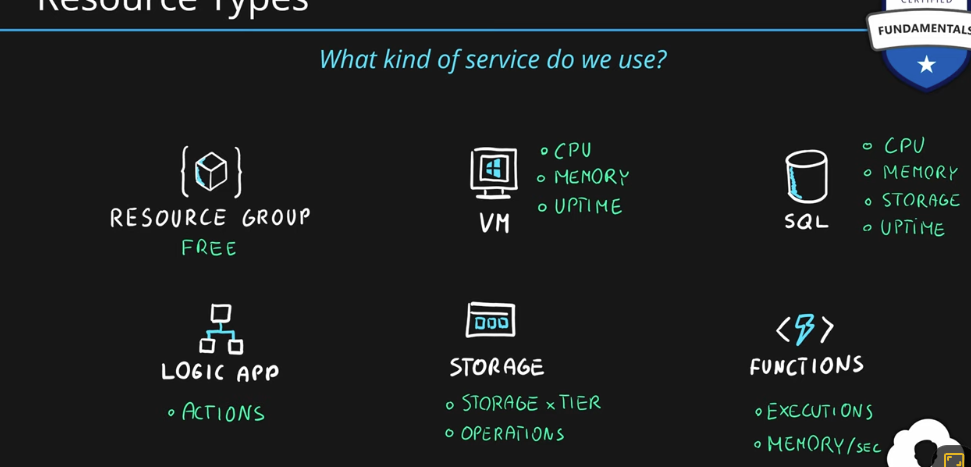 Resource Types
CERTIFIED
FUNDAMENTALS
What kind of service do we use?
RESOURCE GROUP
FREE
VM
• CPU
• MEMORY
• UPTIME
SQL
• CPU
• MEMORY
• STORAGE
• UPTIME
LOGIC APP
• ACTIONS
STORAGE
• STORAGE x TIER
• OPERATIONS
FUNCTIONS
• EXECUTIONS
• MEMORY/SEC